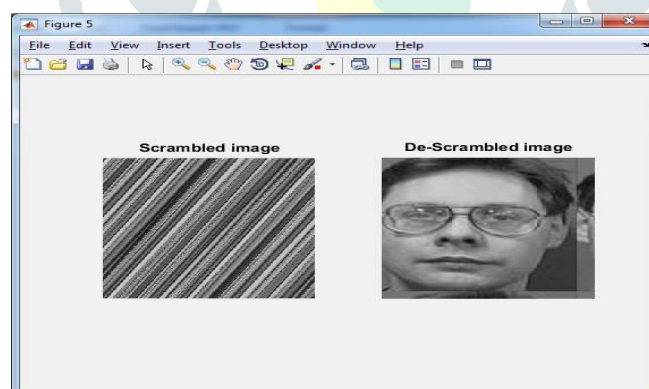 Figure 5
File Edit View Insert Tools Desktop Window Help
Scrambled image
De-Scrambled image